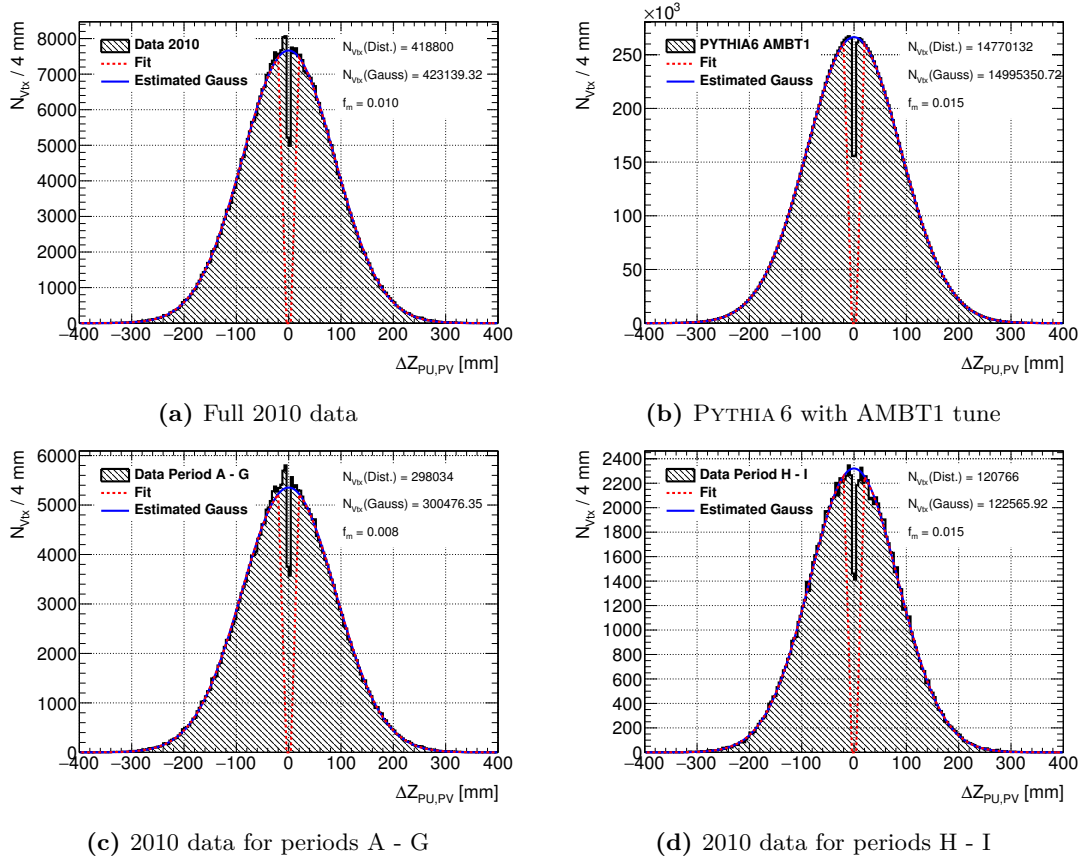 N_Vtx / 4 mm
8000
7000
6000
5000
4000
3000
2000
1000
0
Data 2010
Fit
Estimated Gauss
N_Vtx(Dist.) = 418800
N_Vtx(Gauss) = 423139.32
f_m = 0.010
−400 −300 −200 −100 0 100 200 300 400
ΔZ_PU,PV [mm]
(a) Full 2010 data
N_Vtx / 4 mm
×10³
250
200
150
100
50
0
PYTHIA6 AMBT1
Fit
Estimated Gauss
N_Vtx(Dist.) = 14770132
N_Vtx(Gauss) = 14995350.72
f_m = 0.015
−400 −300 −200 −100 0 100 200 300 400
ΔZ_PU,PV [mm]
(b) PYTHIA 6 with AMBT1 tune
N_Vtx / 4 mm
6000
5000
4000
3000
2000
1000
0
Data Period A - G
Fit
Estimated Gauss
N_Vtx(Dist.) = 298034
N_Vtx(Gauss) = 300476.35
f_m = 0.008
−400 −300 −200 −100 0 100 200 300 400
ΔZ_PU,PV [mm]
(c) 2010 data for periods A - G
N_Vtx / 4 mm
2400
2200
2000
1800
1600
1400
1200
1000
800
600
400
200
0
Data Period H - I
Fit
Estimated Gauss
N_Vtx(Dist.) = 120766
N_Vtx(Gauss) = 122565.92
f_m = 0.015
−400 −300 −200 −100 0 100 200 300 400
ΔZ_PU,PV [mm]
(d) 2010 data for periods H - I